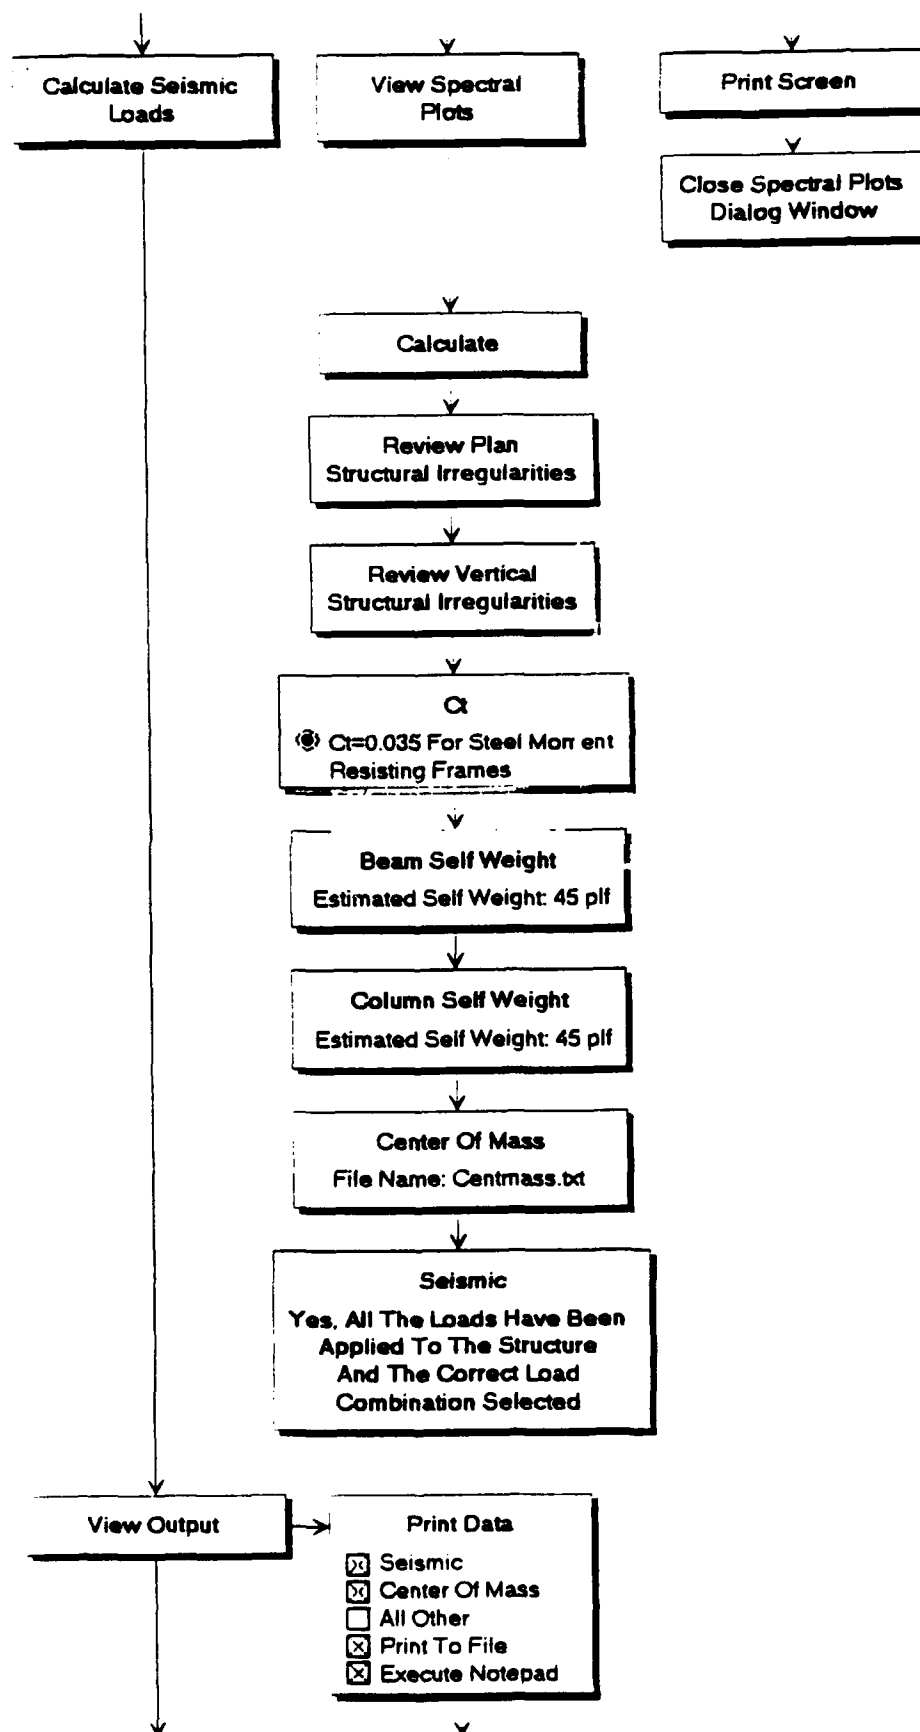 Calculate Seismic
Loads
View Spectral
Plots
Print Screen
Close Spectral Plots
Dialog Window
Calculate
Review Plan
Structural Irregularities
Review Vertical
Structural Irregularities
Ct
Ct=0.035 For Steel Moment
Resisting Frames
Beam Self Weight
Estimated Self Weight: 45 plf
Column Self Weight
Estimated Self Weight: 45 plf
Center Of Mass
File Name: Centmass.txt
Seismic
Yes, All The Loads Have Been
Applied To The Structure
And The Correct Load
Combination Selected
View Output
Print Data
Seismic
Center Of Mass
All Other
Print To File
Execute Notepad